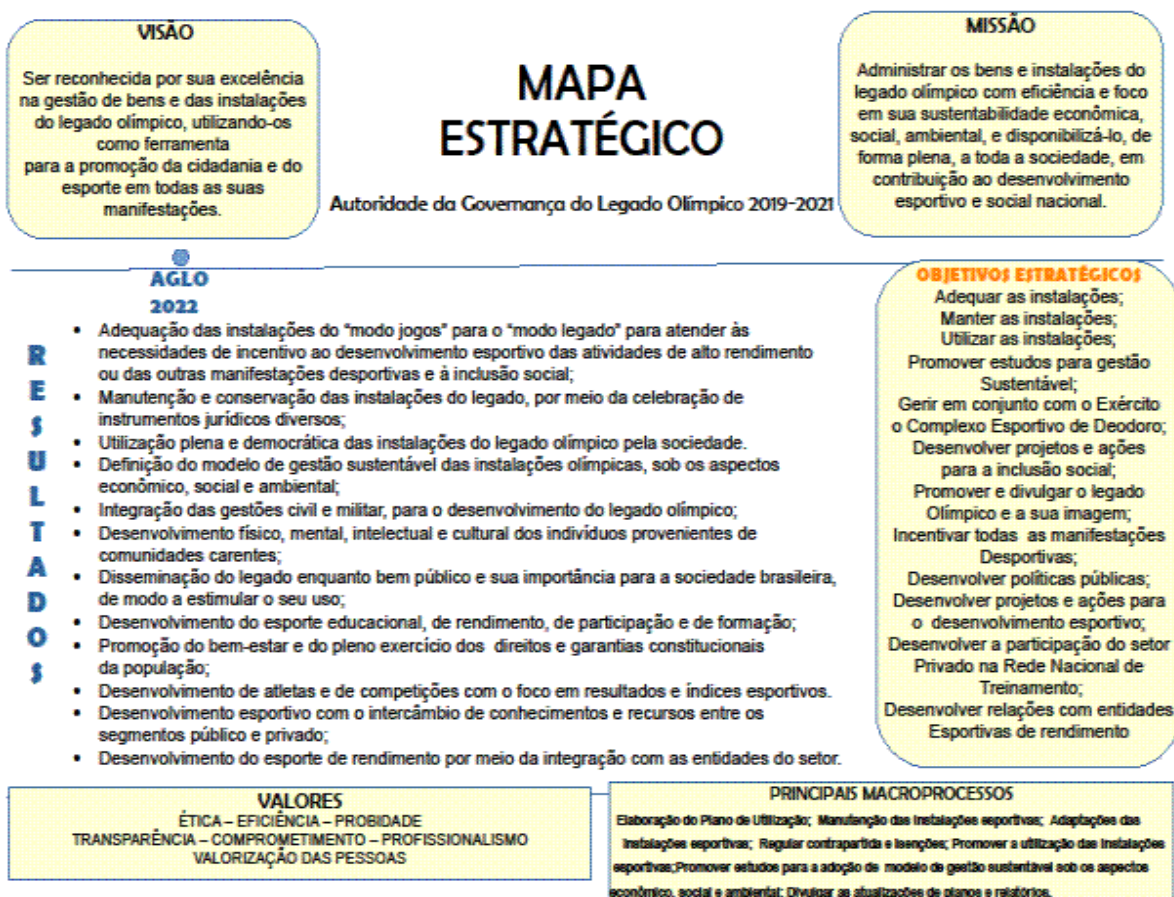 VISÃO
Ser reconhecida por sua excelência
na gestão de bens e das instalações
do legado olímpico, utilizando-os
como ferramenta
para a promoção da cidadania e do
esporte em todas as suas
manifestações.
MAPA
ESTRATÉGICO
Autoridade da Governança do Legado Olímpico 2019-2021
MISSÃO
Administrar os bens e instalações do
legado olímpico com eficiência e foco
em sua sustentabilidade econômica,
social, ambiental, e disponibilizá-lo, de
forma plena, a toda a sociedade, em
contribuição ao desenvolvimento
esportivo e social nacional.
AGLO
2022
RESULTADOS
• Adequação das instalações do “modo jogos” para o “modo legado” para atender às
necessidades de incentivo ao desenvolvimento esportivo das atividades de alto rendimento
ou das outras manifestações desportivas e à inclusão social;
• Manutenção e conservação das instalações do legado, por meio da celebração de
instrumentos jurídicos diversos;
• Utilização plena e democrática das instalações do legado olímpico pela sociedade.
• Definição do modelo de gestão sustentável das instalações olímpicas, sob os aspectos
econômico, social e ambiental;
• Integração das gestões civil e militar, para o desenvolvimento do legado olímpico;
• Desenvolvimento físico, mental, intelectual e cultural dos indivíduos provenientes de
comunidades carentes;
• Disseminação do legado enquanto bem público e sua importância para a sociedade brasileira,
de modo a estimular o seu uso;
• Desenvolvimento do esporte educacional, de rendimento, de participação e de formação;
• Promoção do bem-estar e do pleno exercício dos direitos e garantias constitucionais
da população;
• Desenvolvimento de atletas e de competições com o foco em resultados e índices esportivos.
• Desenvolvimento esportivo com o intercâmbio de conhecimentos e recursos entre os
segmentos público e privado;
• Desenvolvimento do esporte de rendimento por meio da integração com as entidades do setor.
OBJETIVOS ESTRATÉGICOS
Adequar as instalações;
Manter as instalações;
Utilizar as instalações;
Promover estudos para gestão
Sustentável;
Gerir em conjunto com o Exército
o Complexo Esportivo de Deodoro;
Desenvolver projetos e ações
para a inclusão social;
Promover e divulgar o legado
Olímpico e a sua imagem;
Incentivar todas as manifestações
Desportivas;
Desenvolver políticas públicas;
Desenvolver projetos e ações para
o desenvolvimento esportivo;
Desenvolver a participação do setor
Privado na Rede Nacional de
Treinamento;
Desenvolver relações com entidades
Esportivas de rendimento
VALORES
ÉTICA – EFICIÊNCIA – PROBIDADE
TRANSPARÊNCIA – COMPROMETIMENTO – PROFISSIONALISMO
VALORIZAÇÃO DAS PESSOAS
PRINCIPAIS MACROPROCESSOS
Elaboração do Plano de Utilização; Manutenção das instalações esportivas; Adaptações das
instalações esportivas; Regular contrapartida e isenções; Promover a utilização das instalações
esportivas;Promover estudos para a adoção de modelo de gestão sustentável sob os aspectos
econômico, social e ambiental; Divulgar as atualizações de planos e relatórios.